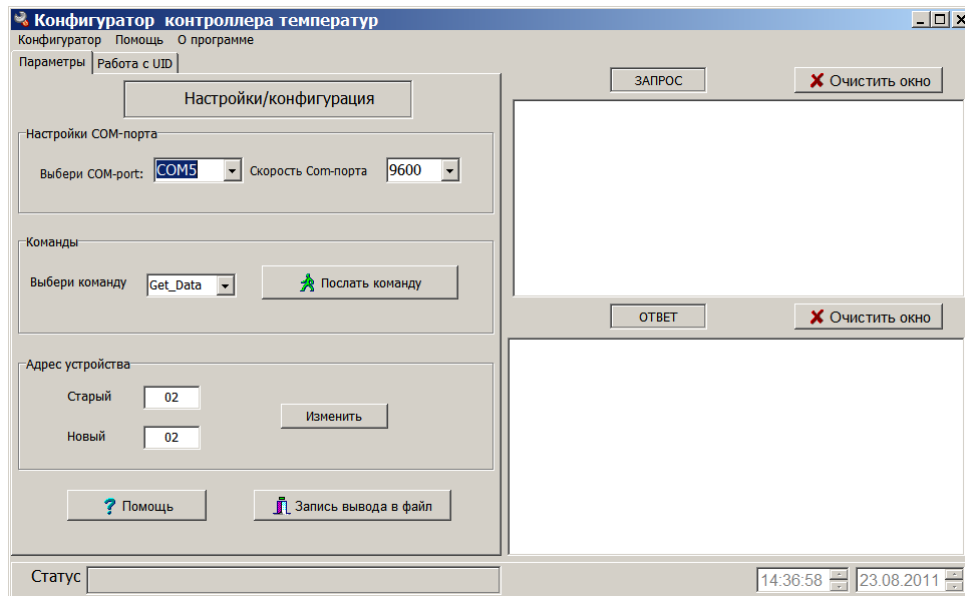 Конфигуратор контроллера температур
Конфигуратор Помощь О программе
Параметры Работа с UID
Настройки/конфигурация
Настройки COM-порта
Выбери COM-port: COM5 Скорость Com-порта 9600
Команды
Выбери команду Get_Data Послать команду
Адрес устройства
Старый 02
Изменить
Новый 02
Помощь Запись вывода в файл
ЗАПРОС Очистить окно
ОТВЕТ Очистить окно
Статус 14:36:58 23.08.2011